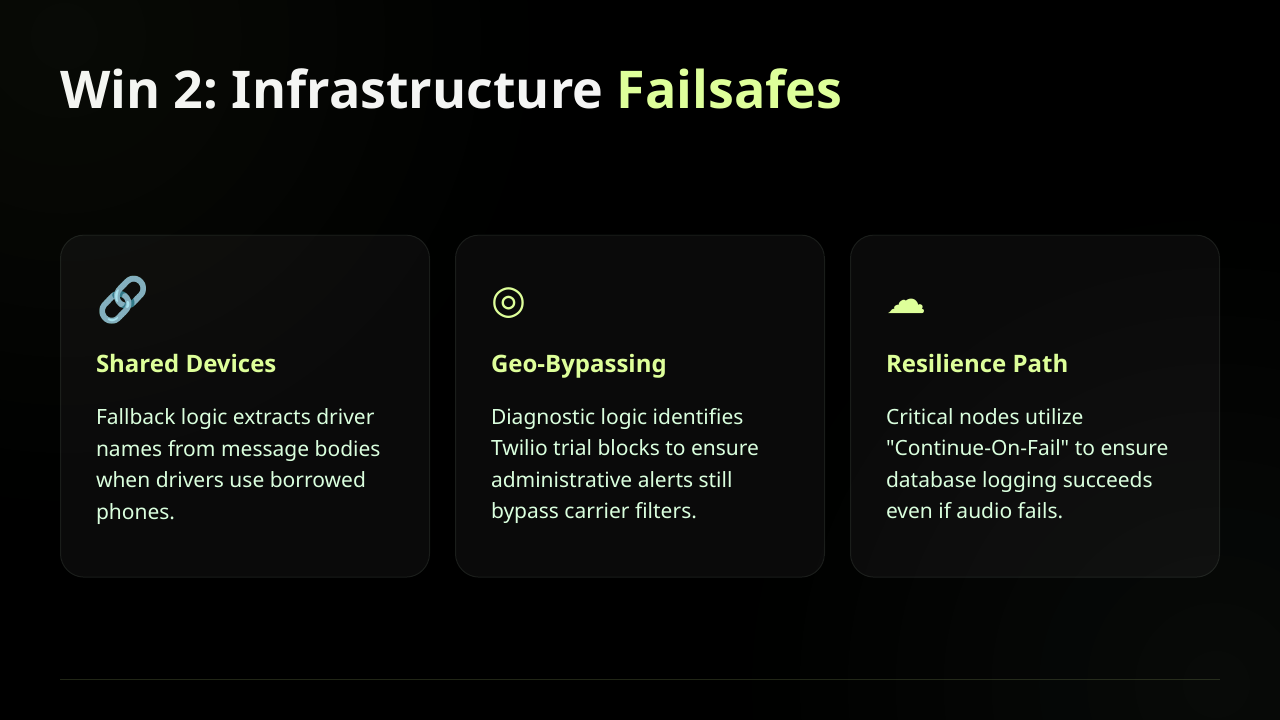 Win 2: Infrastructure Failsafes
Shared Devices
Fallback logic extracts driver
names from message bodies
when drivers use borrowed
phones.
Geo-Bypassing
Diagnostic logic identifies
Twilio trial blocks to ensure
administrative alerts still
bypass carrier filters.
Resilience Path
Critical nodes utilize
"Continue-On-Fail" to ensure
database logging succeeds
even if audio fails.